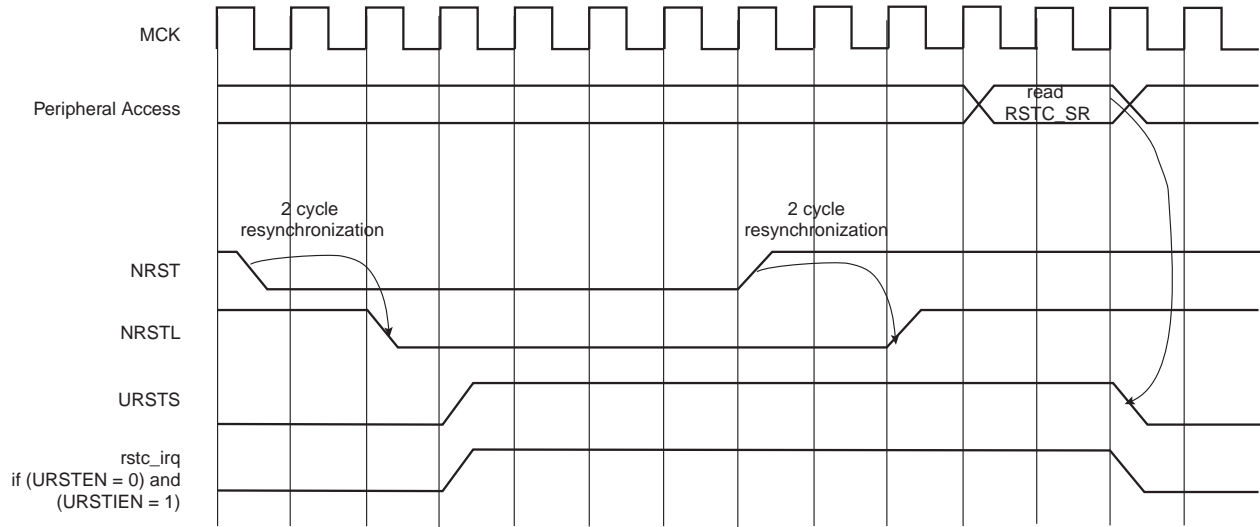 MCK
Peripheral Access
read
RSTC_SR
2 cycle
resynchronization
2 cycle
resynchronization
NRST
NRSTL
URSTS
rstc_irq
if (URSTEN = 0) and
(URSTIEN = 1)